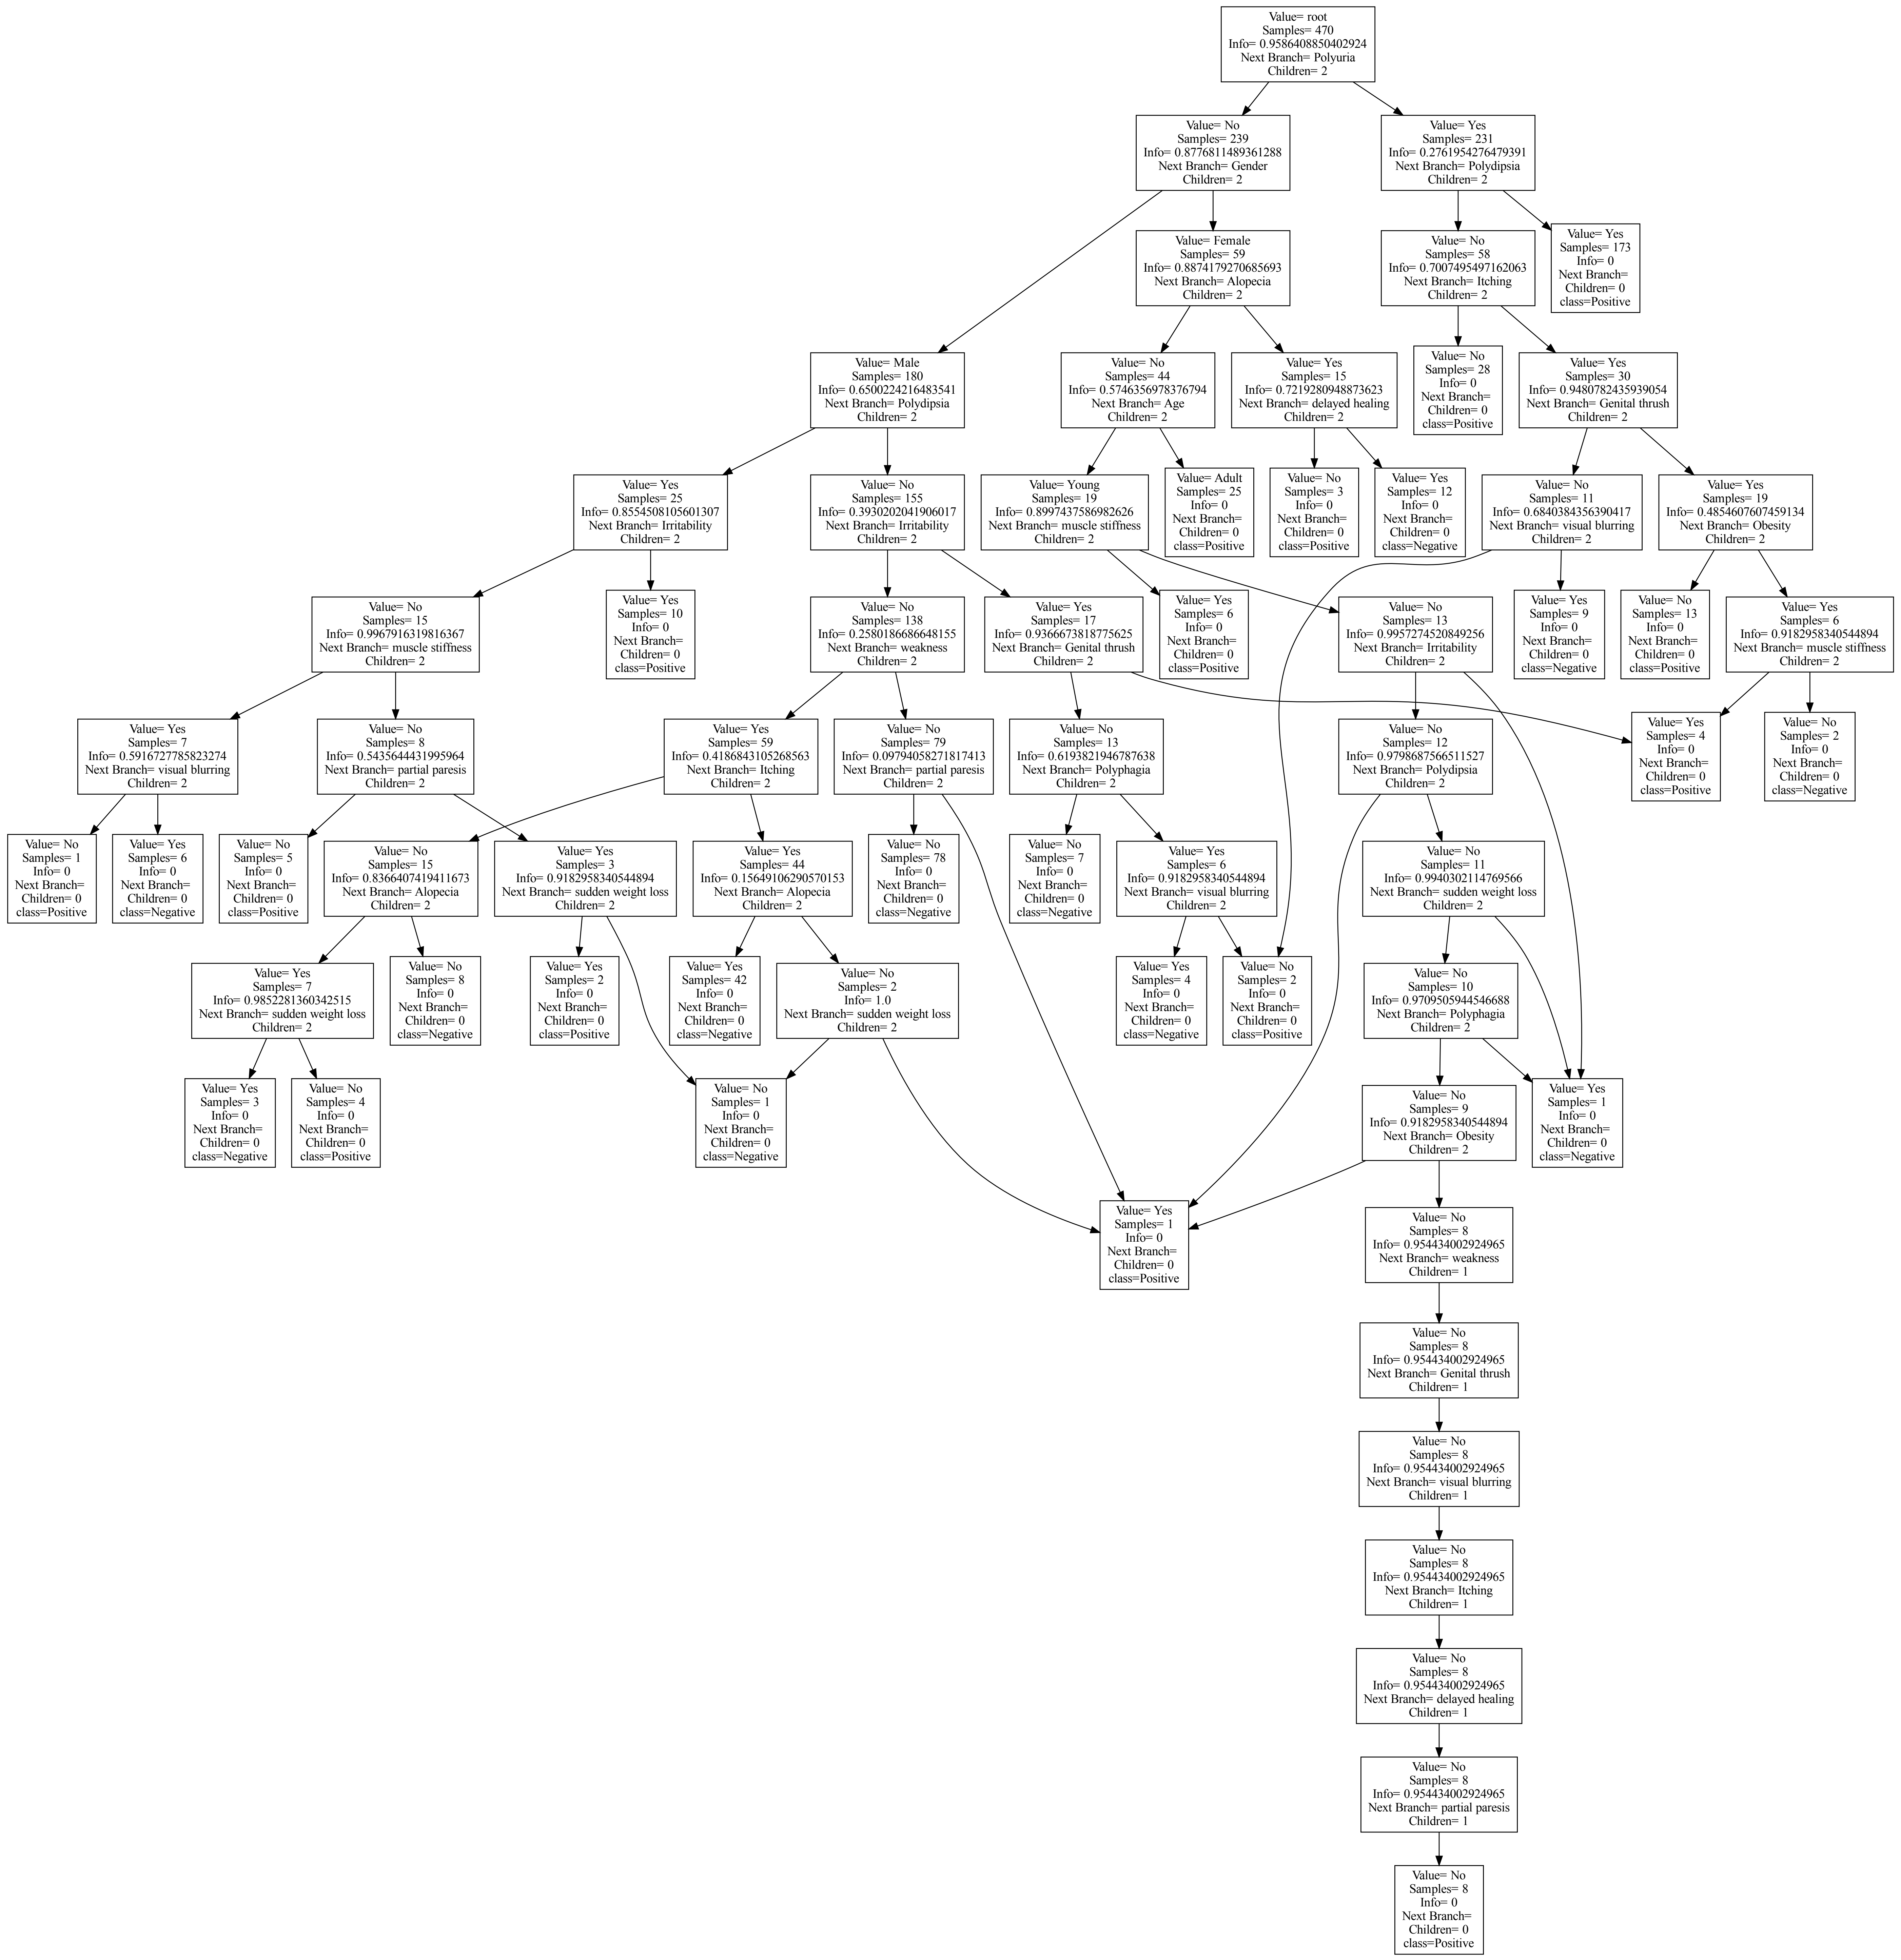 Value= root
Samples= 470
Info= 0.9586408850402924
Next Branch= Polyuria
Children= 2
Value= No
Samples= 239
Info= 0.8776811489361288
Next Branch= Gender
Children= 2
Value= Yes
Samples= 231
Info= 0.2761954276479391
Next Branch= Polydipsia
Children= 2
Value= Female
Samples= 59
Info= 0.8874179270685693
Next Branch= Alopecia
Children= 2
Value= No
Samples= 58
Info= 0.7007495497162063
Next Branch= Itching
Children= 2
Value= Yes
Samples= 173
Info= 0
Next Branch=
Children= 0
class=Positive
Value= Male
Samples= 180
Info= 0.6500224216483541
Next Branch= Polydipsia
Children= 2
Value= No
Samples= 44
Info= 0.5746356978376794
Next Branch= Age
Children= 2
Value= Yes
Samples= 15
Info= 0.7219280948873623
Next Branch= delayed healing
Children= 2
Value= No
Samples= 28
Info= 0
Next Branch=
Children= 0
class=Positive
Value= Yes
Samples= 30
Info= 0.9480782435939054
Next Branch= Genital thrush
Children= 2
Value= Yes
Samples= 25
Info= 0.8554508105601307
Next Branch= Irritability
Children= 2
Value= No
Samples= 155
Info= 0.3930202041906017
Next Branch= Irritability
Children= 2
Value= Young
Samples= 19
Info= 0.8997437586982626
Next Branch= muscle stiffness
Children= 2
Value= Adult
Samples= 25
Info= 0
Next Branch=
Children= 0
class=Positive
Value= No
Samples= 3
Info= 0
Next Branch=
Children= 0
class=Positive
Value= Yes
Samples= 12
Info= 0
Next Branch=
Children= 0
class=Negative
Value= No
Samples= 11
Info= 0.6840384356390417
Next Branch= visual blurring
Children= 2
Value= Yes
Samples= 19
Info= 0.4854607607459134
Next Branch= Obesity
Children= 2
Value= No
Samples= 15
Info= 0.9967916319816367
Next Branch= muscle stiffness
Children= 2
Value= Yes
Samples= 10
Info= 0
Next Branch=
Children= 0
class=Positive
Value= No
Samples= 138
Info= 0.2580186686648155
Next Branch= weakness
Children= 2
Value= Yes
Samples= 17
Info= 0.9366673818775625
Next Branch= Genital thrush
Children= 2
Value= Yes
Samples= 6
Info= 0
Next Branch=
Children= 0
class=Positive
Value= No
Samples= 13
Info= 0.9957274520849256
Next Branch= Irritability
Children= 2
Value= Yes
Samples= 9
Info= 0
Next Branch=
Children= 0
class=Negative
Value= No
Samples= 13
Info= 0
Next Branch=
Children= 0
class=Positive
Value= Yes
Samples= 6
Info= 0.9182958340544894
Next Branch= muscle stiffness
Children= 2
Value= Yes
Samples= 7
Info= 0.5916727785823274
Next Branch= visual blurring
Children= 2
Value= No
Samples= 8
Info= 0.5435644431995964
Next Branch= partial paresis
Children= 2
Value= Yes
Samples= 59
Info= 0.4186843105268563
Next Branch= Itching
Children= 2
Value= No
Samples= 79
Info= 0.09794058271817413
Next Branch= partial paresis
Children= 2
Value= No
Samples= 13
Info= 0.6193821946787638
Next Branch= Polyphagia
Children= 2
Value= No
Samples= 12
Info= 0.9798687566511527
Next Branch= Polydipsia
Children= 2
Value= Yes
Samples= 4
Info= 0
Next Branch=
Children= 0
class=Positive
Value= No
Samples= 2
Info= 0
Next Branch=
Children= 0
class=Negative
Value= No
Samples= 1
Info= 0
Next Branch=
Children= 0
class=Positive
Value= Yes
Samples= 6
Info= 0
Next Branch=
Children= 0
class=Negative
Value= No
Samples= 5
Info= 0
Next Branch=
Children= 0
class=Positive
Value= No
Samples= 15
Info= 0.8366407419411673
Next Branch= Alopecia
Children= 2
Value= Yes
Samples= 3
Info= 0.9182958340544894
Next Branch= sudden weight loss
Children= 2
Value= Yes
Samples= 44
Info= 0.15649106290570153
Next Branch= Alopecia
Children= 2
Value= No
Samples= 78
Info= 0
Next Branch=
Children= 0
class=Negative
Value= No
Samples= 7
Info= 0
Next Branch=
Children= 0
class=Negative
Value= Yes
Samples= 6
Info= 0.9182958340544894
Next Branch= visual blurring
Children= 2
Value= No
Samples= 11
Info= 0.9940302114769566
Next Branch= sudden weight loss
Children= 2
Value= Yes
Samples= 7
Info= 0.9852281360342515
Next Branch= sudden weight loss
Children= 2
Value= No
Samples= 8
Info= 0
Next Branch=
Children= 0
class=Negative
Value= Yes
Samples= 2
Info= 0
Next Branch=
Children= 0
class=Positive
Value= Yes
Samples= 42
Info= 0
Next Branch=
Children= 0
class=Negative
Value= No
Samples= 2
Info= 1.0
Next Branch= sudden weight loss
Children= 2
Value= Yes
Samples= 4
Info= 0
Next Branch=
Children= 0
class=Negative
Value= No
Samples= 2
Info= 0
Next Branch=
Children= 0
class=Positive
Value= No
Samples= 10
Info= 0.9709505944546688
Next Branch= Polyphagia
Children= 2
Value= Yes
Samples= 3
Info= 0
Next Branch=
Children= 0
class=Negative
Value= No
Samples= 4
Info= 0
Next Branch=
Children= 0
class=Positive
Value= No
Samples= 1
Info= 0
Next Branch=
Children= 0
class=Negative
Value= No
Samples= 9
Info= 0.9182958340544894
Next Branch= Obesity
Children= 2
Value= Yes
Samples= 1
Info= 0
Next Branch=
Children= 0
class=Negative
Value= Yes
Samples= 1
Info= 0
Next Branch=
Children= 0
class=Positive
Value= No
Samples= 8
Info= 0.954434002924965
Next Branch= weakness
Children= 1
Value= No
Samples= 8
Info= 0.954434002924965
Next Branch= Genital thrush
Children= 1
Value= No
Samples= 8
Info= 0.954434002924965
Next Branch= visual blurring
Children= 1
Value= No
Samples= 8
Info= 0.954434002924965
Next Branch= Itching
Children= 1
Value= No
Samples= 8
Info= 0.954434002924965
Next Branch= delayed healing
Children= 1
Value= No
Samples= 8
Info= 0.954434002924965
Next Branch= partial paresis
Children= 1
Value= No
Samples= 8
Info= 0
Next Branch=
Children= 0
class=Positive